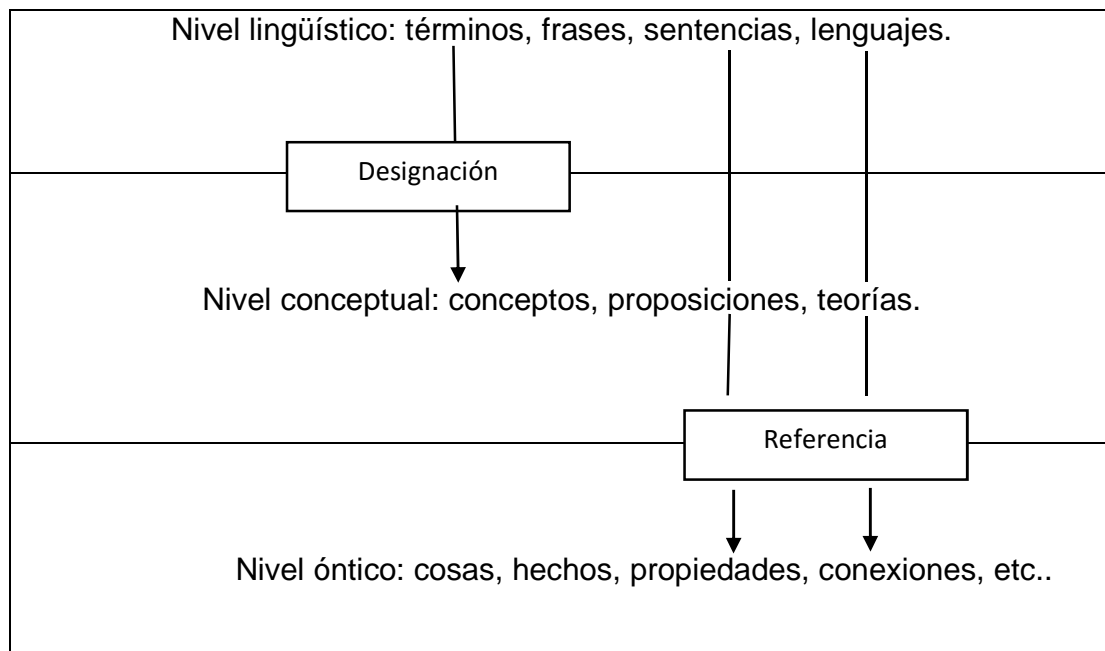 Nivel lingüístico: términos, frases, sentencias, lenguajes.
Designación
Nivel conceptual: conceptos, proposiciones, teorías.
Referencia
Nivel óntico: cosas, hechos, propiedades, conexiones, etc..